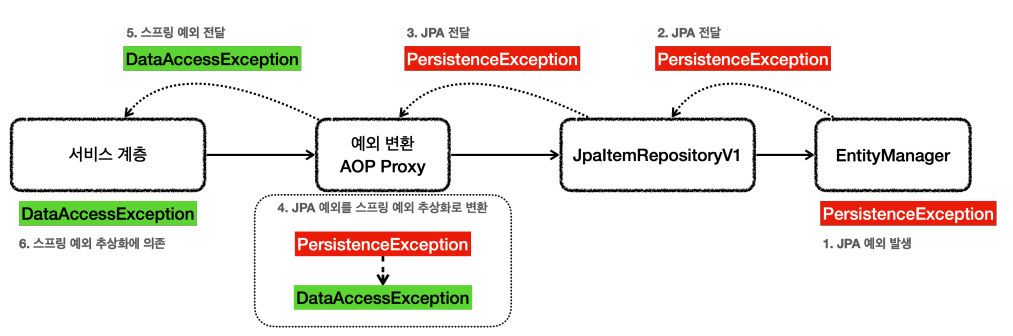 5. 스프링 예외 전달
DataAccessException
3. JPA 전달
PersistenceException
2. JPA 전달
PersistenceException
서비스 계층
예외 변환
AOP Proxy
JpaItemRepositoryV1
EntityManager
DataAccessException
6. 스프링 예외 추상화에 의존
4. JPA 예외를 스프링 예외 추상화로 변환
PersistenceException
DataAccessException
PersistenceException
1. JPA 예외 발생